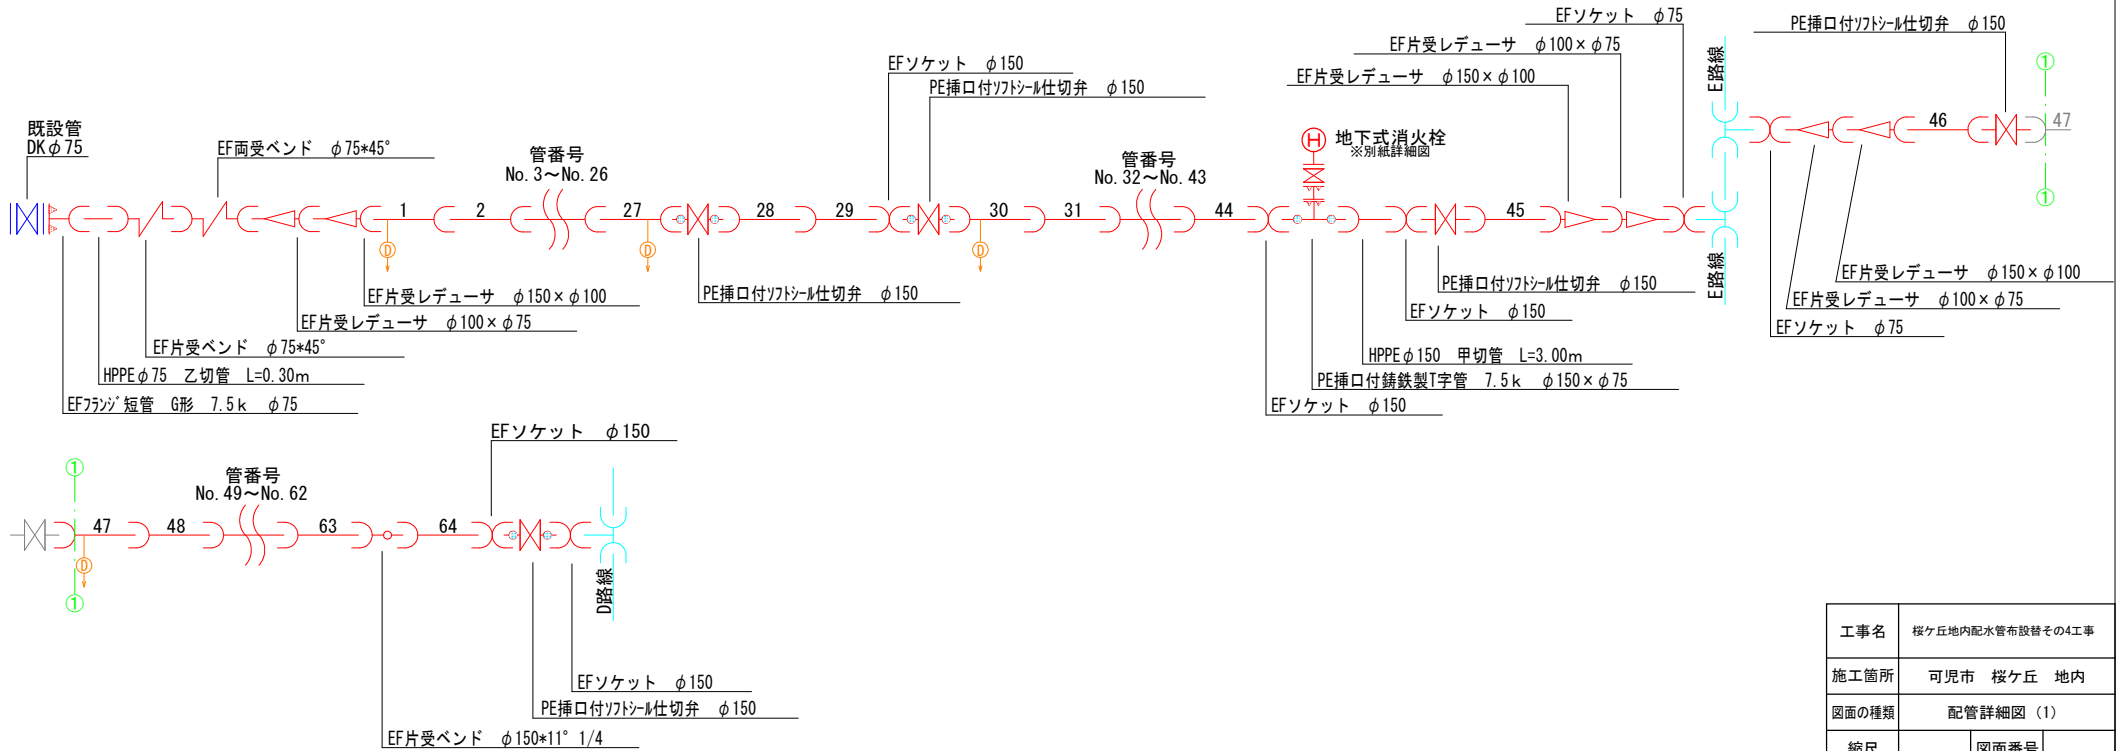 既設管
DKφ75
EF両受ベンド φ75*45°
管番号
No.3～No.26
EFソケット φ150
PE挿口付ソフトシール仕切弁 φ150
管番号
No.32～No.43
H
地下式消火栓
※別紙詳細図
EF片受レデューサ φ150×φ100
EF片受レデューサ φ100×φ75
EFソケット φ75
E路線
E路線
PE挿口付ソフトシール仕切弁 φ150
1
46
47
1
1
2
27
28
29
30
31
44
45
D
D
D
EF片受レデューサ φ150×φ100
EF片受レデューサ φ100×φ75
EF片受ベンド φ75*45°
HPPEφ75 乙切管 L=0.30m
EFフランジ短管 G形 7.5k φ75
PE挿口付ソフトシール仕切弁 φ150
PE挿口付ソフトシール仕切弁 φ150
EFソケット φ150
HPPEφ150 甲切管 L=3.00m
PE挿口付鋳鉄製T字管 7.5k φ150×φ75
EFソケット φ150
EF片受レデューサ φ150×φ100
EF片受レデューサ φ100×φ75
EFソケット φ75
1
47
48
管番号
No.49～No.62
63
64
EFソケット φ150
D
1
D路線
EFソケット φ150
PE挿口付ソフトシール仕切弁 φ150
EF片受ベンド φ150*11° 1/4
工事名 桜ケ丘地内配水管布設替その4工事
施工箇所 可児市 桜ケ丘 地内
図面の種類 配管詳細図（1）
縮尺 図面番号